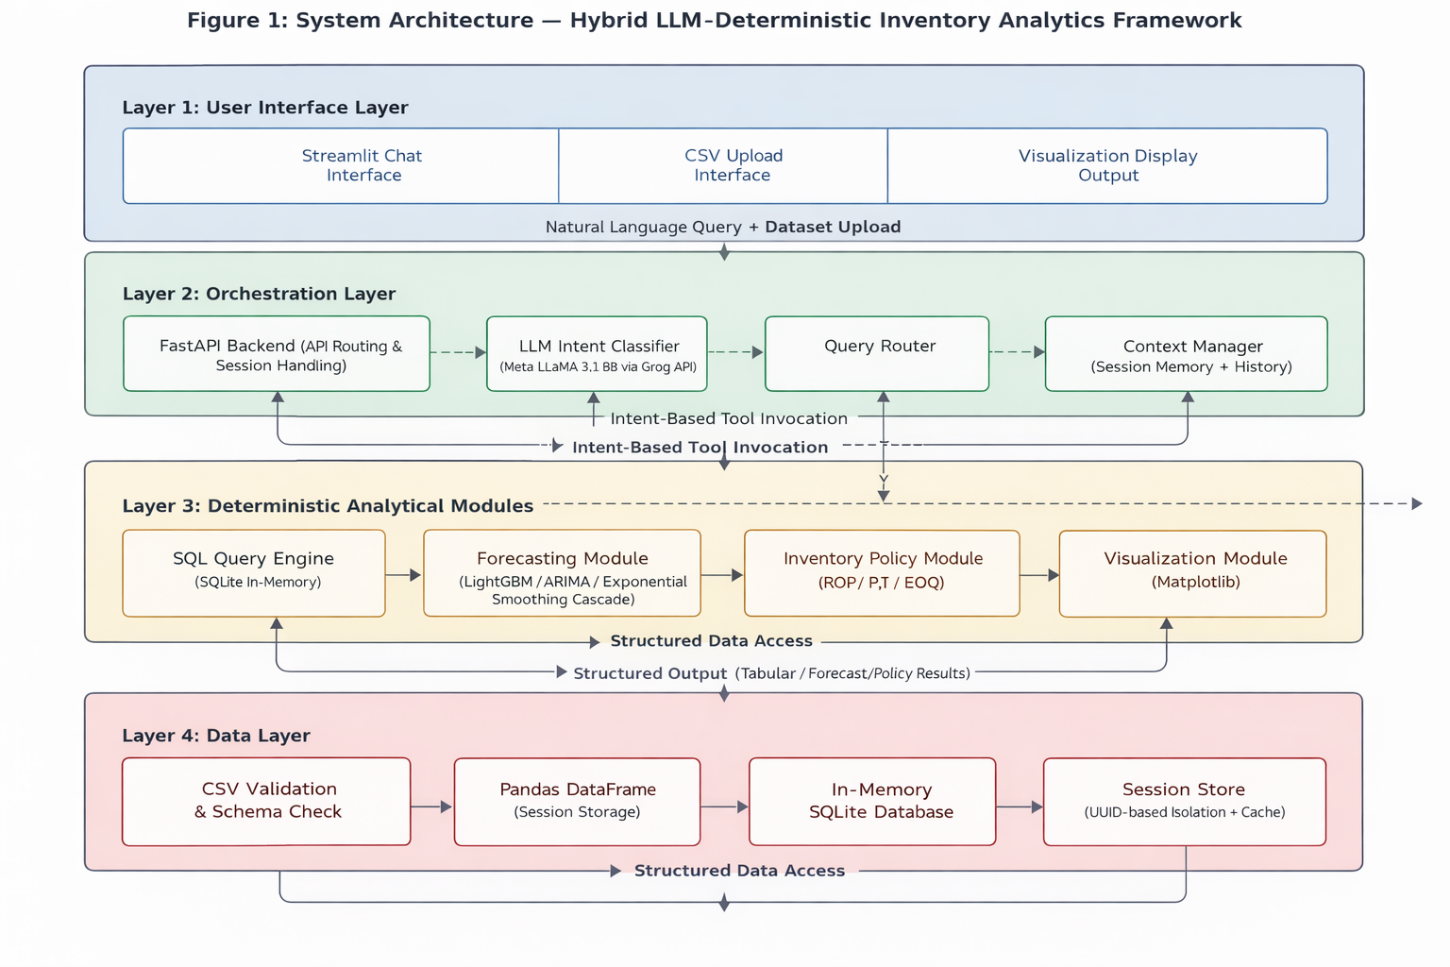 Figure 1: System Architecture — Hybrid LLM-Deterministic Inventory Analytics Framework
Layer 1: User Interface Layer
Streamlit Chat
Interface
CSV Upload
Interface
Visualization Display
Output
Natural Language Query + Dataset Upload
Layer 2: Orchestration Layer
FastAPI Backend (API Routing &
Session Handling)
LLM Intent Classifier
(Meta LLaMA 3,1 BB via Grog API)
Query Router
Context Manager
(Session Memory + History)
Intent-Based Tool Invocation
Intent-Based Tool Invocation
Layer 3: Deterministic Analytical Modules
SQL Query Engine
(SQLite In-Memory)
Forecasting Module
(LightGBM / ARIMA / Exponential
Smoothing Cascade)
Inventory Policy Module
(ROP / P,T / EOQ)
Visualization Module
(Matplotlib)
Structured Data Access
Structured Output (Tabular / Forecast/Policy Results)
Layer 4: Data Layer
CSV Validation
& Schema Check
Pandas DataFrame
(Session Storage)
In-Memory
SQLite Database
Session Store
(UUID-based Isolation + Cache)
Structured Data Access